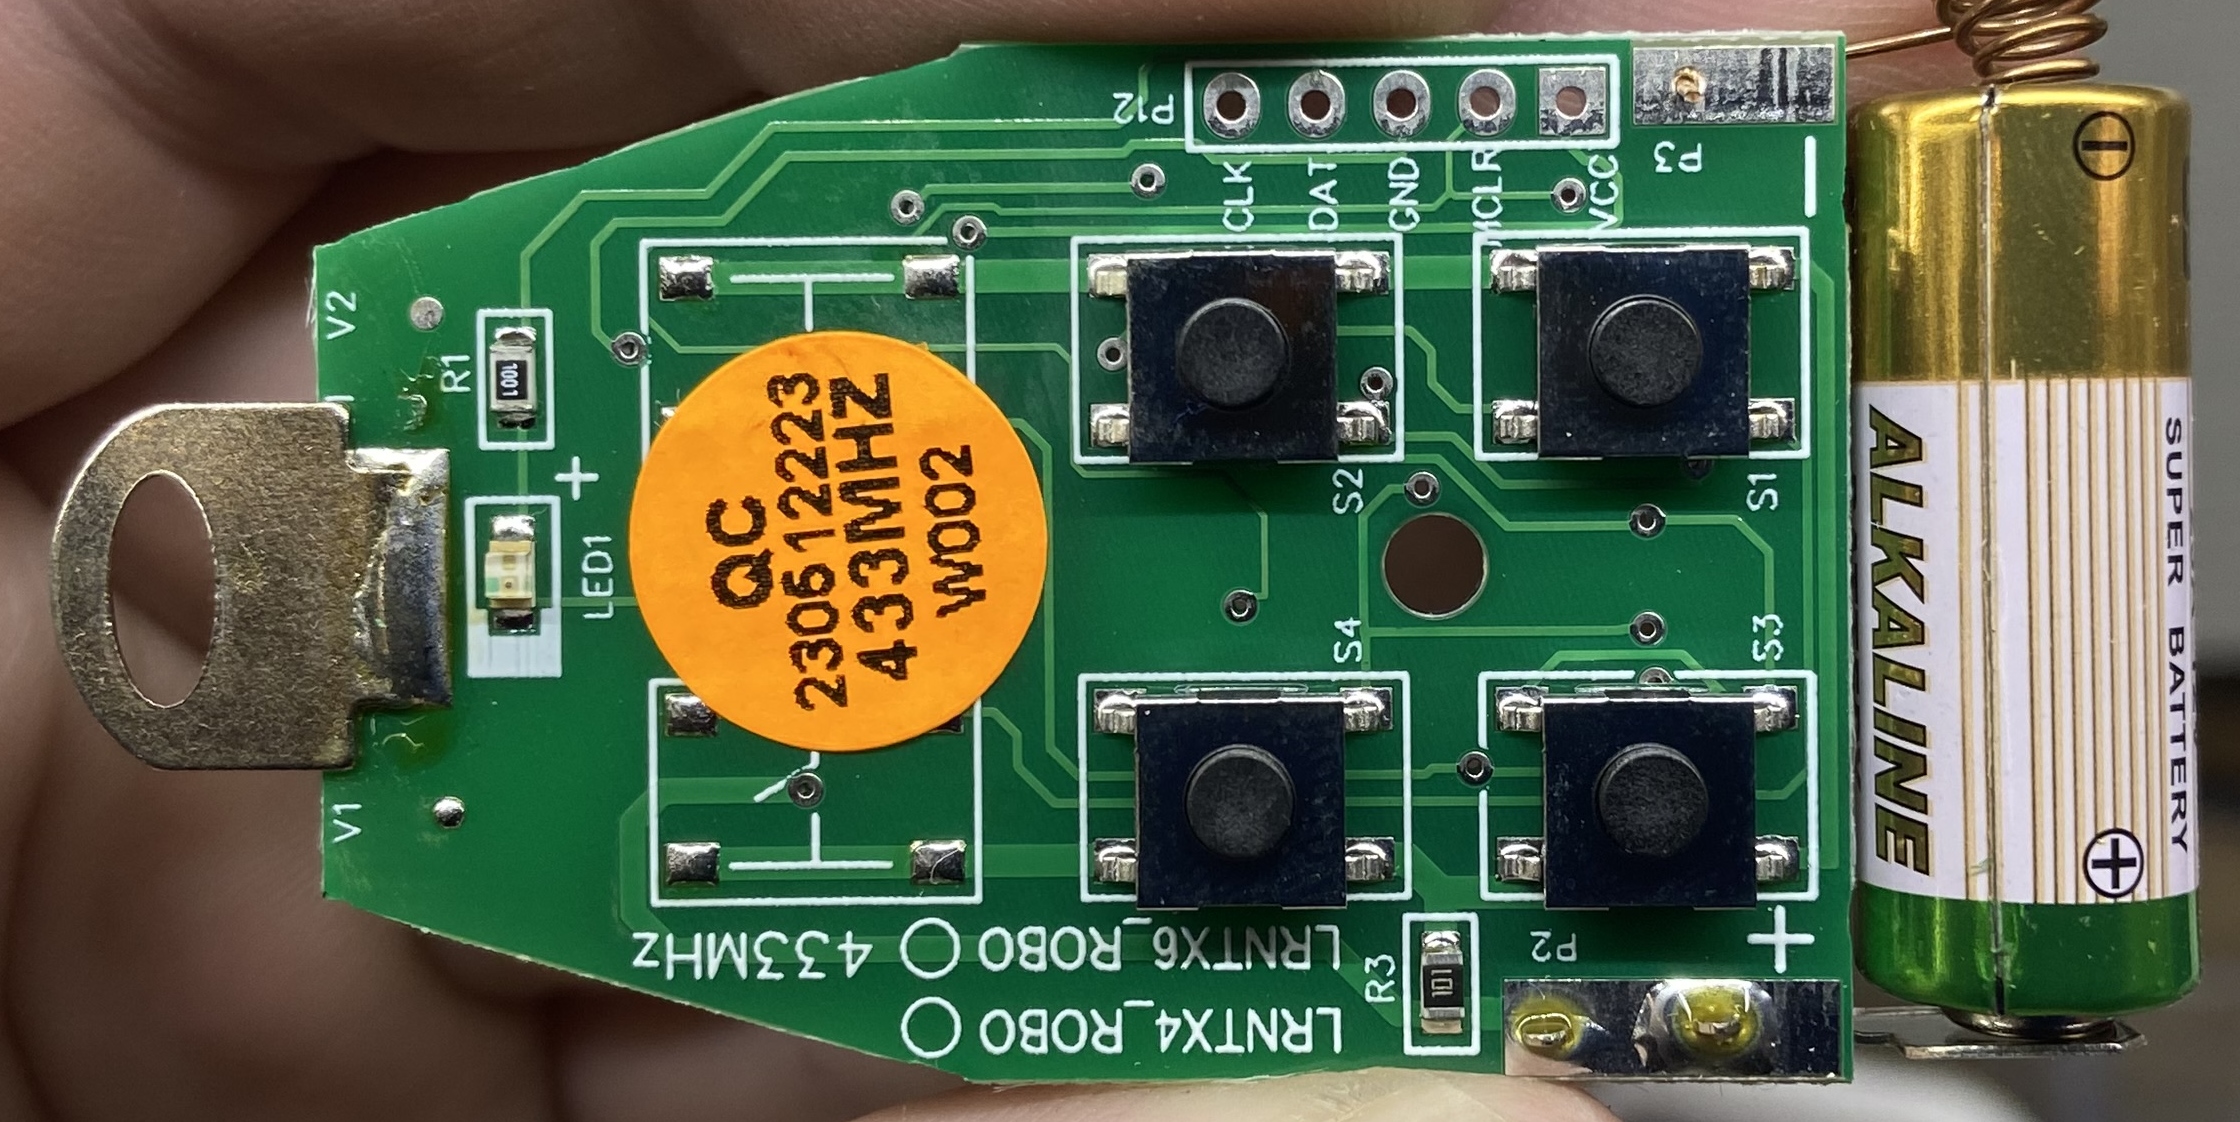 P12
CLK
DAT
GND
MCLR
VCC
P3
V2
R1
1001
+
LED1
QC
230612223
433MHZ
W002
S2
S1
S4
S3
V1
433MHz
LRNTX6_ROBO
LRNTX4_ROBO
R3
101
P2
+
ALKALINE
SUPER BATTERY